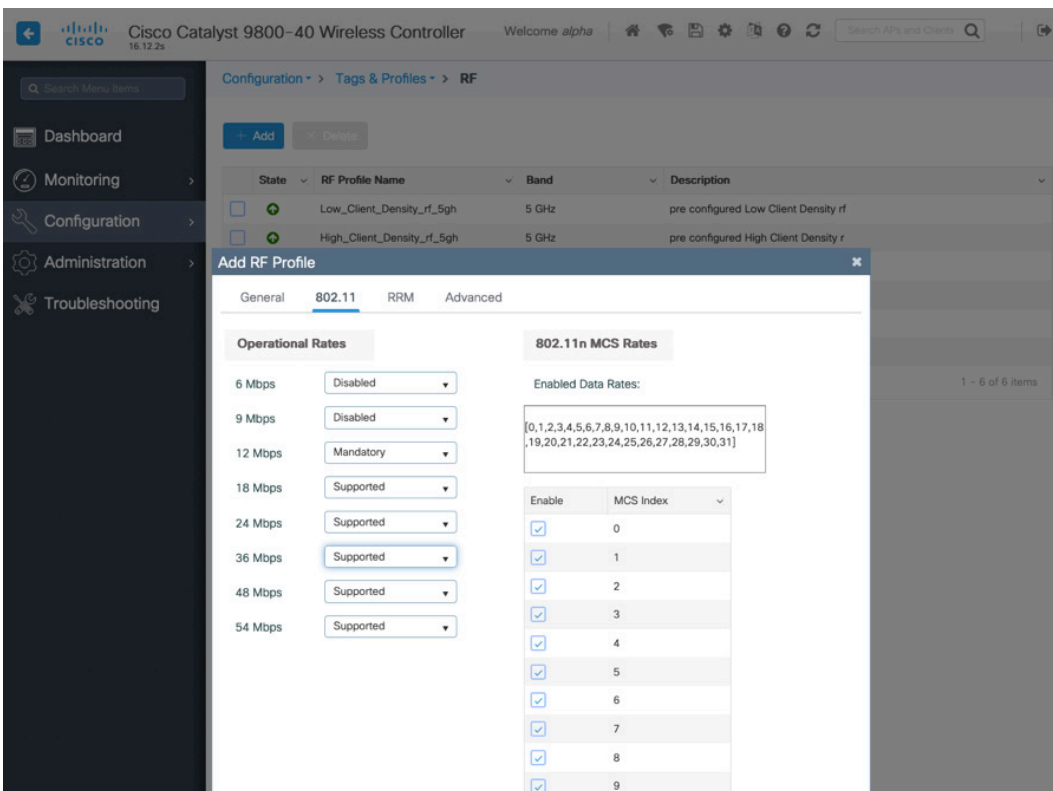 CISCO
Cisco Catalyst 9800-40 Wireless Controller
16.12.2s
Welcome alpha
Search APs and Clients
Search Menu Items
Dashboard
Monitoring
Configuration
Administration
Troubleshooting
Configuration > Tags & Profiles > RF
+ Add
× Delete
State RF Profile Name Band Description
Low_Client_Density_rf_5gh 5 GHz pre configured Low Client Density rf
High_Client_Density_rf_5gh 5 GHz pre configured High Client Density r
1 - 6 of 6 items
Add RF Profile
General 802.11 RRM Advanced
Operational Rates
6 Mbps Disabled
9 Mbps Disabled
12 Mbps Mandatory
18 Mbps Supported
24 Mbps Supported
36 Mbps Supported
48 Mbps Supported
54 Mbps Supported
802.11n MCS Rates
Enabled Data Rates:
[0,1,2,3,4,5,6,7,8,9,10,11,12,13,14,15,16,17,18
,19,20,21,22,23,24,25,26,27,28,29,30,31]
Enable MCS Index
0
1
2
3
4
5
6
7
8
9